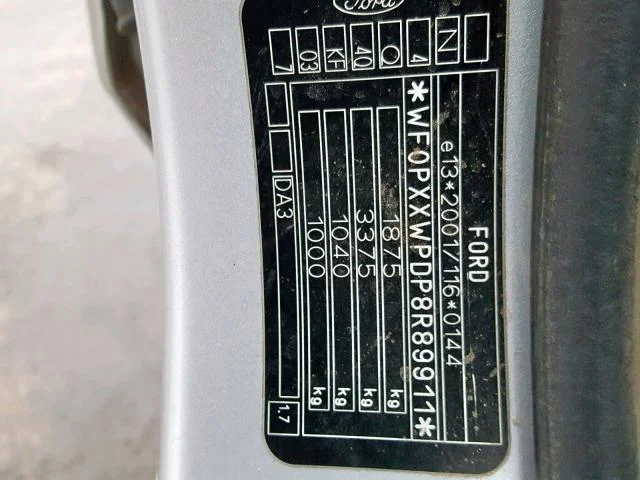 Ford
FORD
e13*2001/116*0144
*WF0PXXWPDP8R89911*
1875 kg
3375 kg
1040 kg
1000 kg
DA3 1.7
N 4 Q 4Q KF 03 7